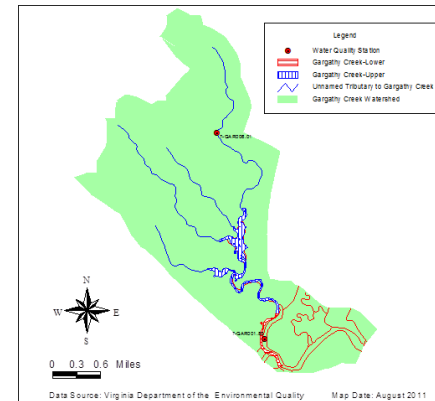 Legend
Water Quality Station
Gargathy Creek-Lower
Gargathy Creek-Upper
Unnamed Tributary to Gargathy Creek
Gargathy Creek Watershed
N
W E
S
0 0.3 0.6 Miles
Data Source: Virginia Department of the Environmental Quality Map Date: August 2011